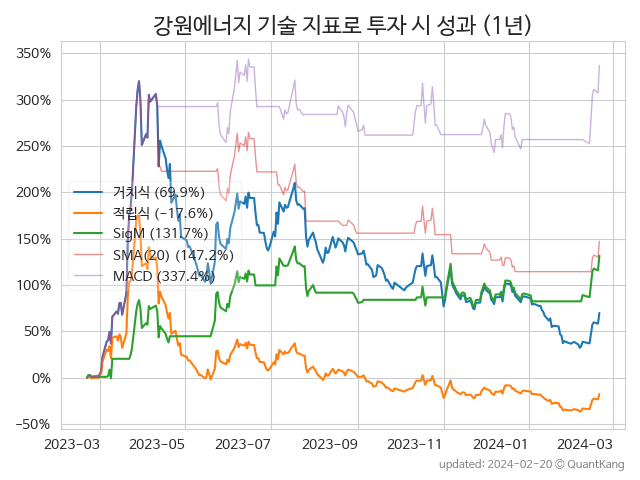 강원에너지 기술 지표로 투자 시 성과 (1년)
350%
300%
250%
200%
150%
100%
50%
0%
−50%
거치식 (69.9%)
적립식 (−17.6%)
SigM (131.7%)
SMA(20) (147.2%)
MACD (337.4%)
2023-03
2023-05
2023-07
2023-09
2023-11
2024-01
2024-03
updated: 2024-02-20 ⓒ QuantKang